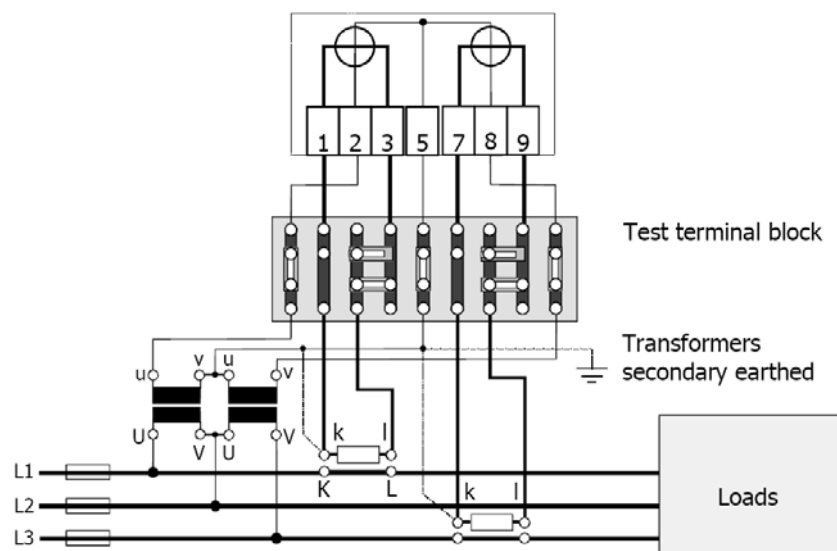 1 2 3 5 7 8 9
Test terminal block
Transformers
secondary earthed
u v u v
U V U V
k l
L1
K L
L2
k l
L3
Loads